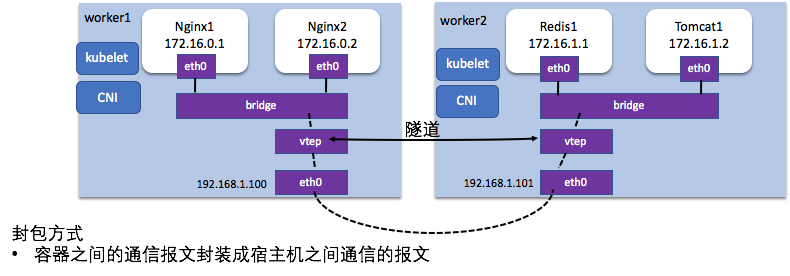 worker1
Nginx1
172.16.0.1
eth0
Nginx2
172.16.0.2
eth0
kubelet
CNI
bridge
vtep
192.168.1.100
eth0
隧道
worker2
Redis1
172.16.1.1
eth0
Tomcat1
172.16.1.2
eth0
kubelet
CNI
bridge
vtep
192.168.1.101
eth0
封包方式
• 容器之间的通信报文封装成宿主机之间通信的报文